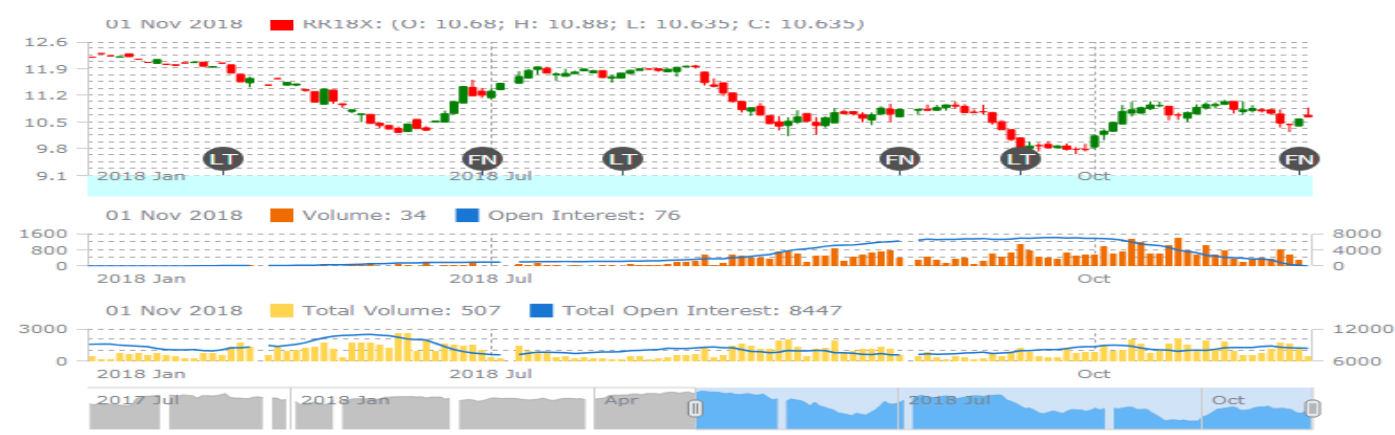 01 Nov 2018 RR18X: (O: 10.68; H: 10.88; L: 10.635; C: 10.635)
12.6
11.9
11.2
10.5
9.8
9.1
LT FN LT FN LT FN
2018 Jan 2018 Jul Oct
01 Nov 2018 Volume: 34 Open Interest: 76
1600 8000
800 4000
0 0
2018 Jan 2018 Jul Oct
01 Nov 2018 Total Volume: 507 Total Open Interest: 8447
3000 12000
0 6000
2018 Jan 2018 Jul Oct
2017 Jul 2018 Jan Apr 2018 Jul Oct